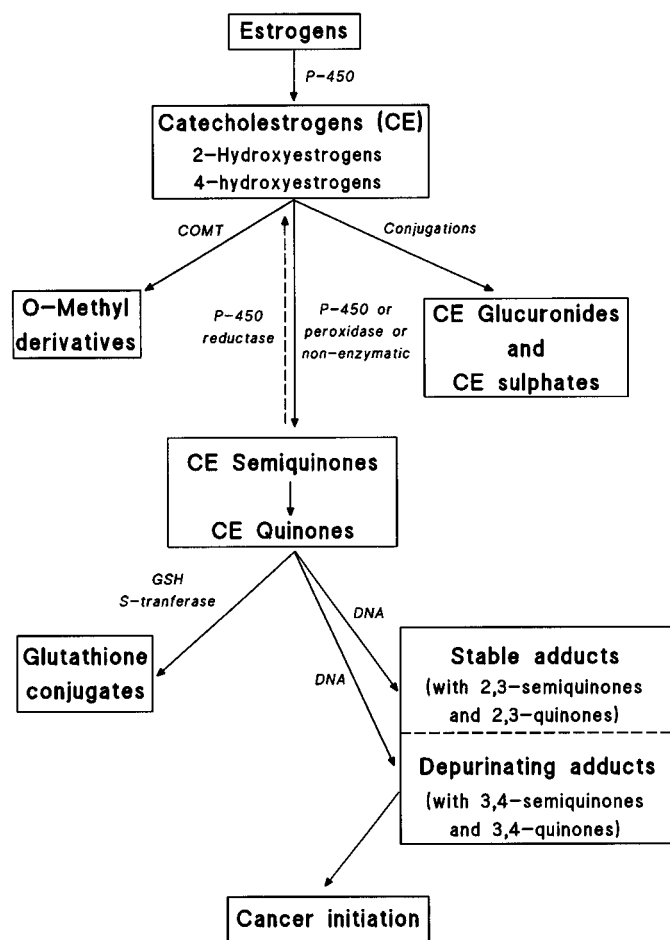 Estrogens
P-450
Catecholestrogens (CE)
2-Hydroxyestrogens
4-hydroxyestrogens
COMT
Conjugations
O-Methyl
derivatives
P-450
reductase
P-450 or
peroxidase or
non-enzymatic
CE Glucuronides
and
CE sulphates
CE Semiquinones
CE Quinones
GSH
S-tranferase
DNA
DNA
Glutathione
conjugates
Stable adducts
(with 2,3-semiquinones
and 2,3-quinones)
Depurinating adducts
(with 3,4-semiquinones
and 3,4-quinones)
Cancer initiation